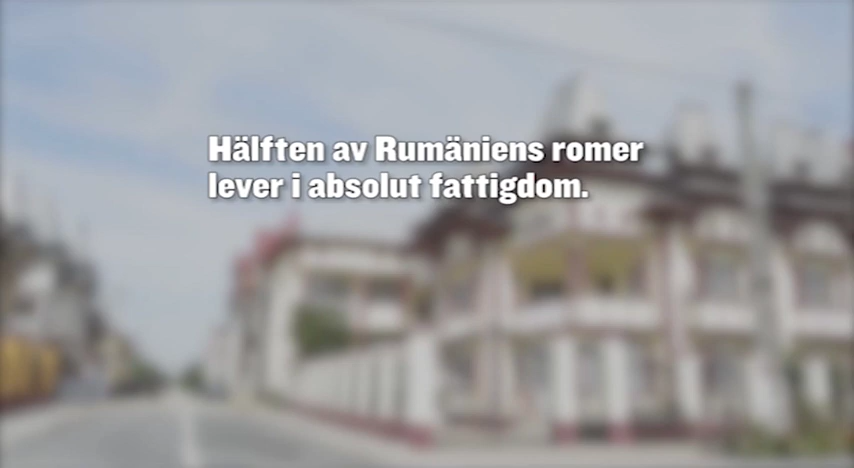 Hälften av Rumäniens romer
lever i absolut fattigdom.